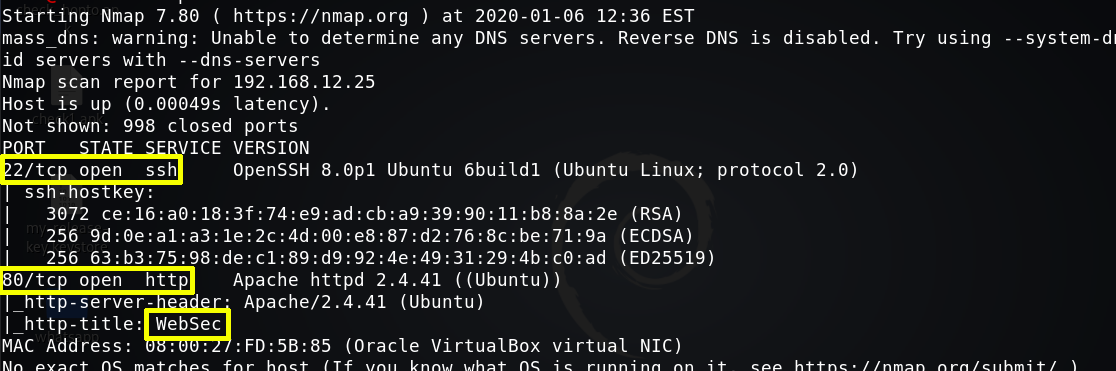 Starting Nmap 7.80 ( https://nmap.org ) at 2020-01-06 12:36 EST
mass_dns: warning: Unable to determine any DNS servers. Reverse DNS is disabled. Try using --system-dn
id servers with --dns-servers
Nmap scan report for 192.168.12.25
Host is up (0.00049s latency).
Not shown: 998 closed ports
PORT   STATE SERVICE VERSION
22/tcp open  ssh     OpenSSH 8.0p1 Ubuntu 6build1 (Ubuntu Linux; protocol 2.0)
| ssh-hostkey:
|   3072 ce:16:a0:18:3f:74:e9:ad:cb:a9:39:90:11:b8:8a:2e (RSA)
|   256 9d:0e:a1:a3:1e:2c:4d:00:e8:87:d2:76:8c:be:71:9a (ECDSA)
|   256 63:b3:75:98:de:c1:89:d9:92:4e:49:31:29:4b:c0:ad (ED25519)
80/tcp open  http    Apache httpd 2.4.41 ((Ubuntu))
|_http-server-header: Apache/2.4.41 (Ubuntu)
|_http-title: WebSec
MAC Address: 08:00:27:FD:5B:85 (Oracle VirtualBox virtual NIC)
No exact OS matches for host (If you know what OS is running on it, see https://nmap.org/submit/ )